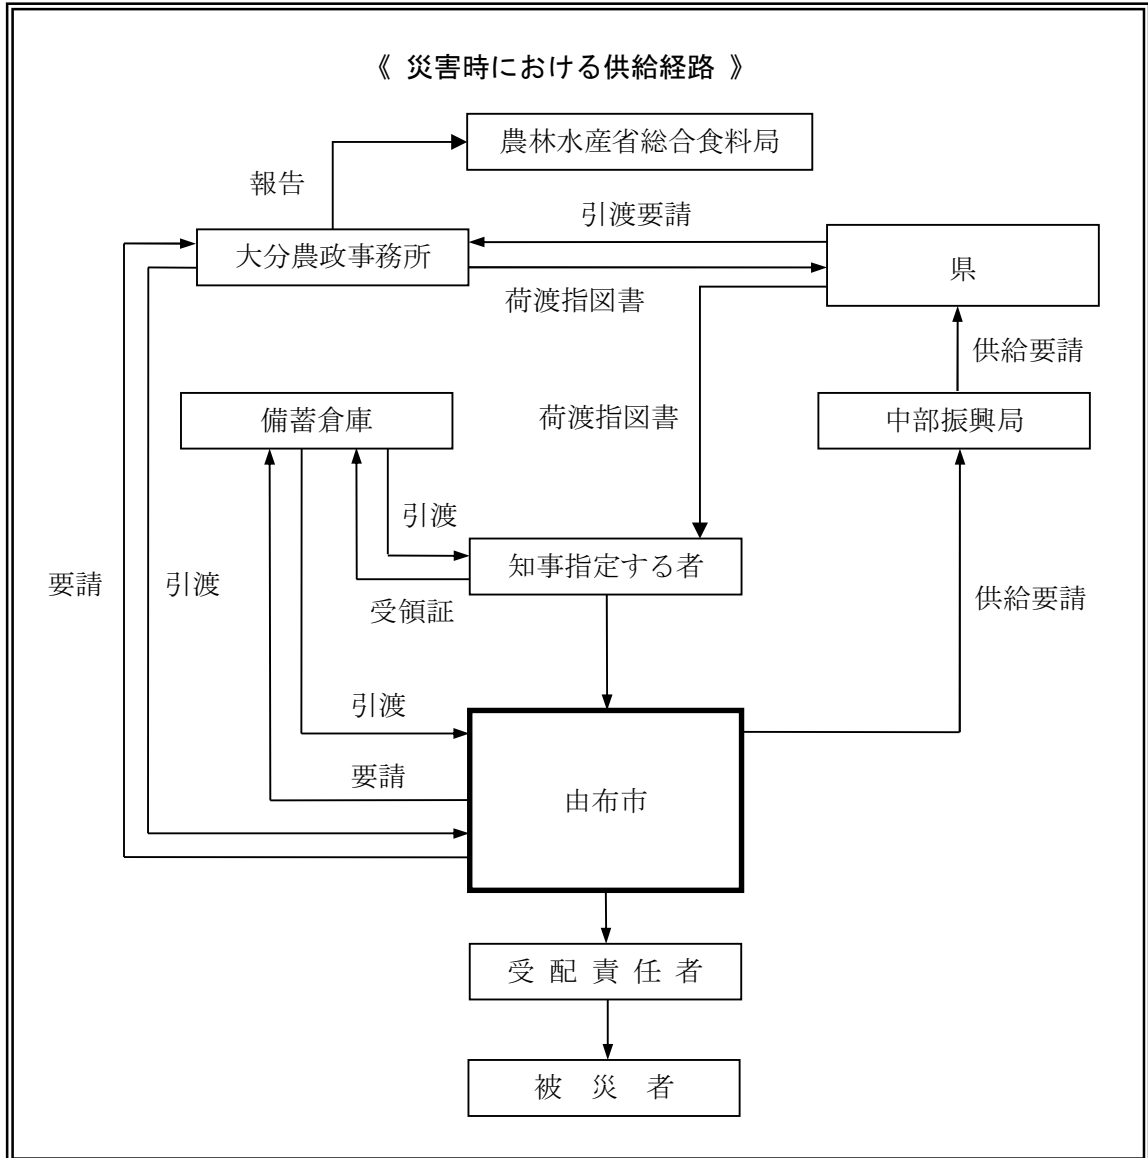 《 災害時における供給経路 》
農林水産省総合食料局
報告
引渡要請
大分農政事務所
県
荷渡指図書
供給要請
備蓄倉庫
荷渡指図書
中部振興局
引渡
知事指定する者
要請
引渡
受領証
供給要請
引渡
要請
由布市
受 配 責 任 者
被 災 者